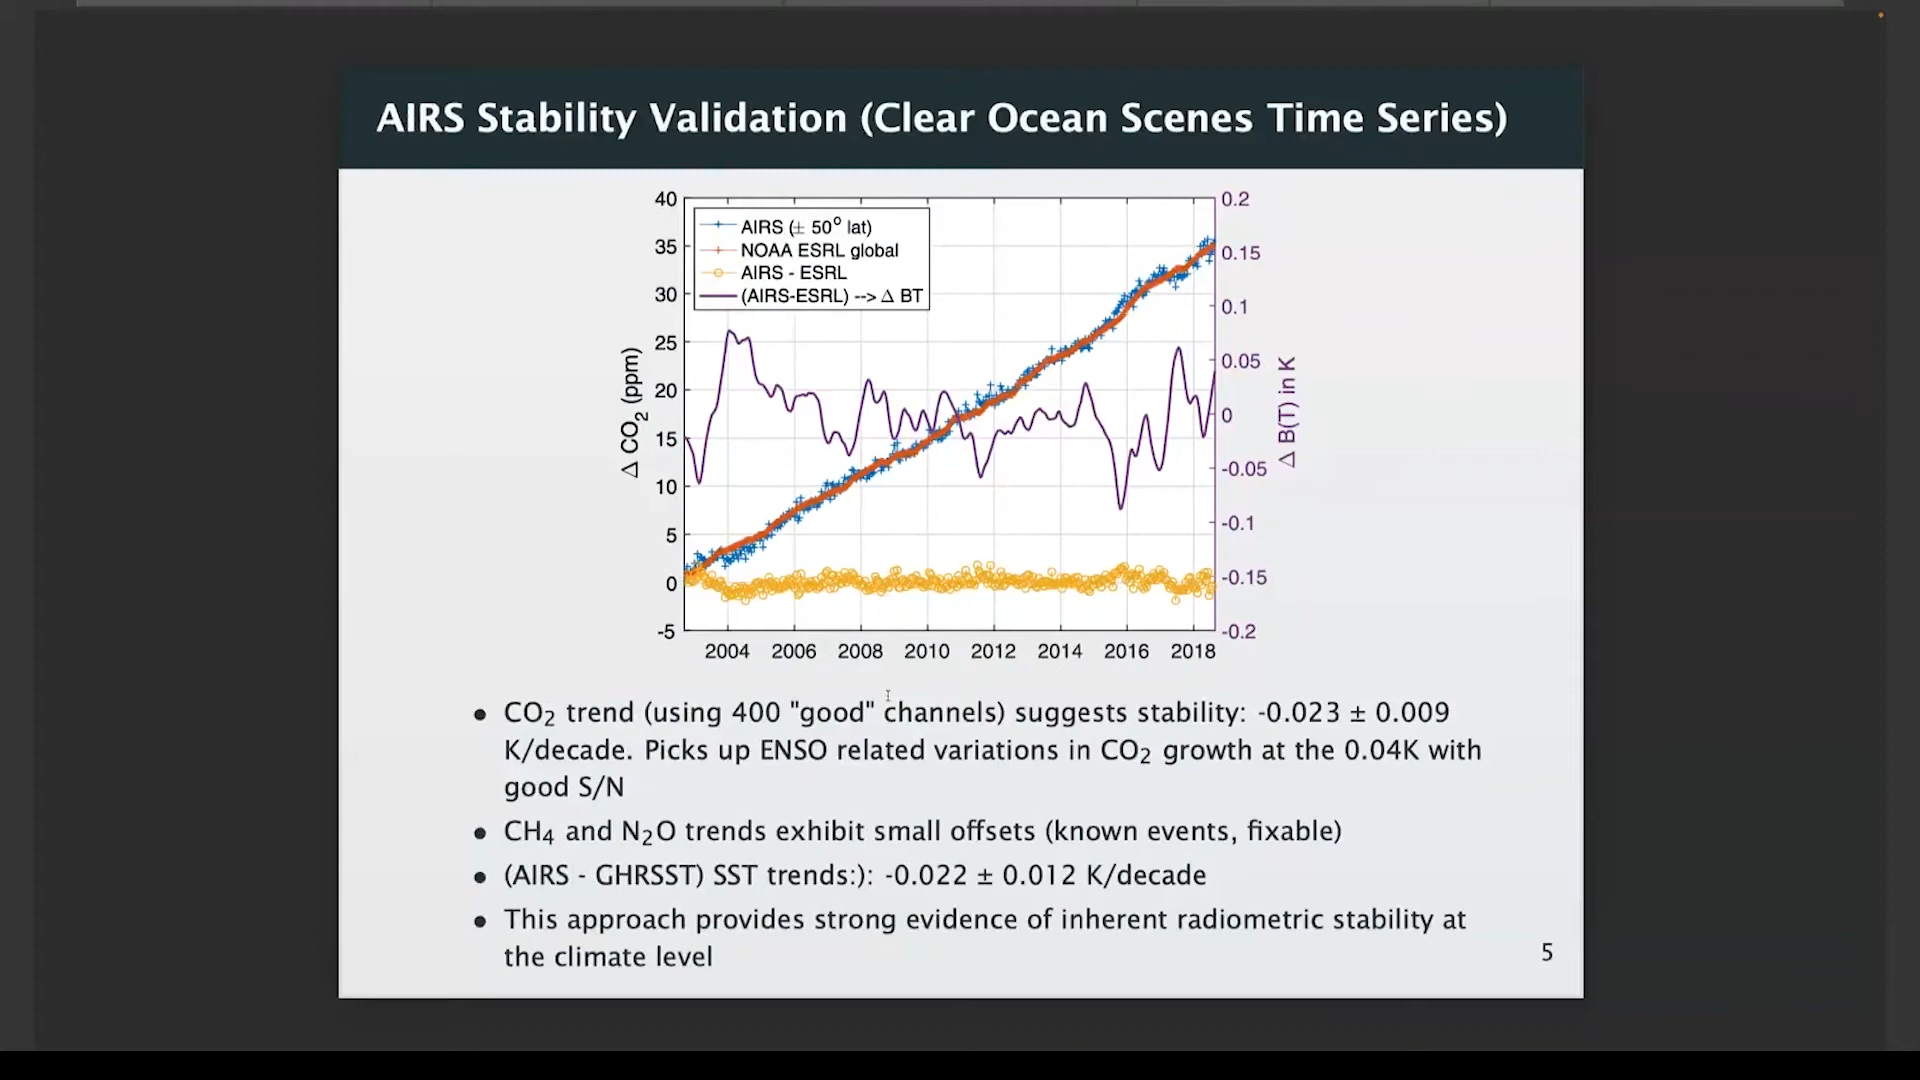 AIRS Stability Validation (Clear Ocean Scenes Time Series)
40
35
30
25
20
15
10
5
0
-5
Δ CO₂ (ppm)
AIRS (± 50° lat)
NOAA ESRL global
AIRS - ESRL
(AIRS-ESRL) --> Δ BT
0.2
0.15
0.1
0.05
0
-0.05
-0.1
-0.15
-0.2
Δ B(T) in K
2004 2006 2008 2010 2012 2014 2016 2018
• CO₂ trend (using 400 "good" channels) suggests stability: -0.023 ± 0.009
K/decade. Picks up ENSO related variations in CO₂ growth at the 0.04K with
good S/N
• CH₄ and N₂O trends exhibit small offsets (known events, fixable)
• (AIRS - GHRSST) SST trends:): -0.022 ± 0.012 K/decade
• This approach provides strong evidence of inherent radiometric stability at
the climate level
5